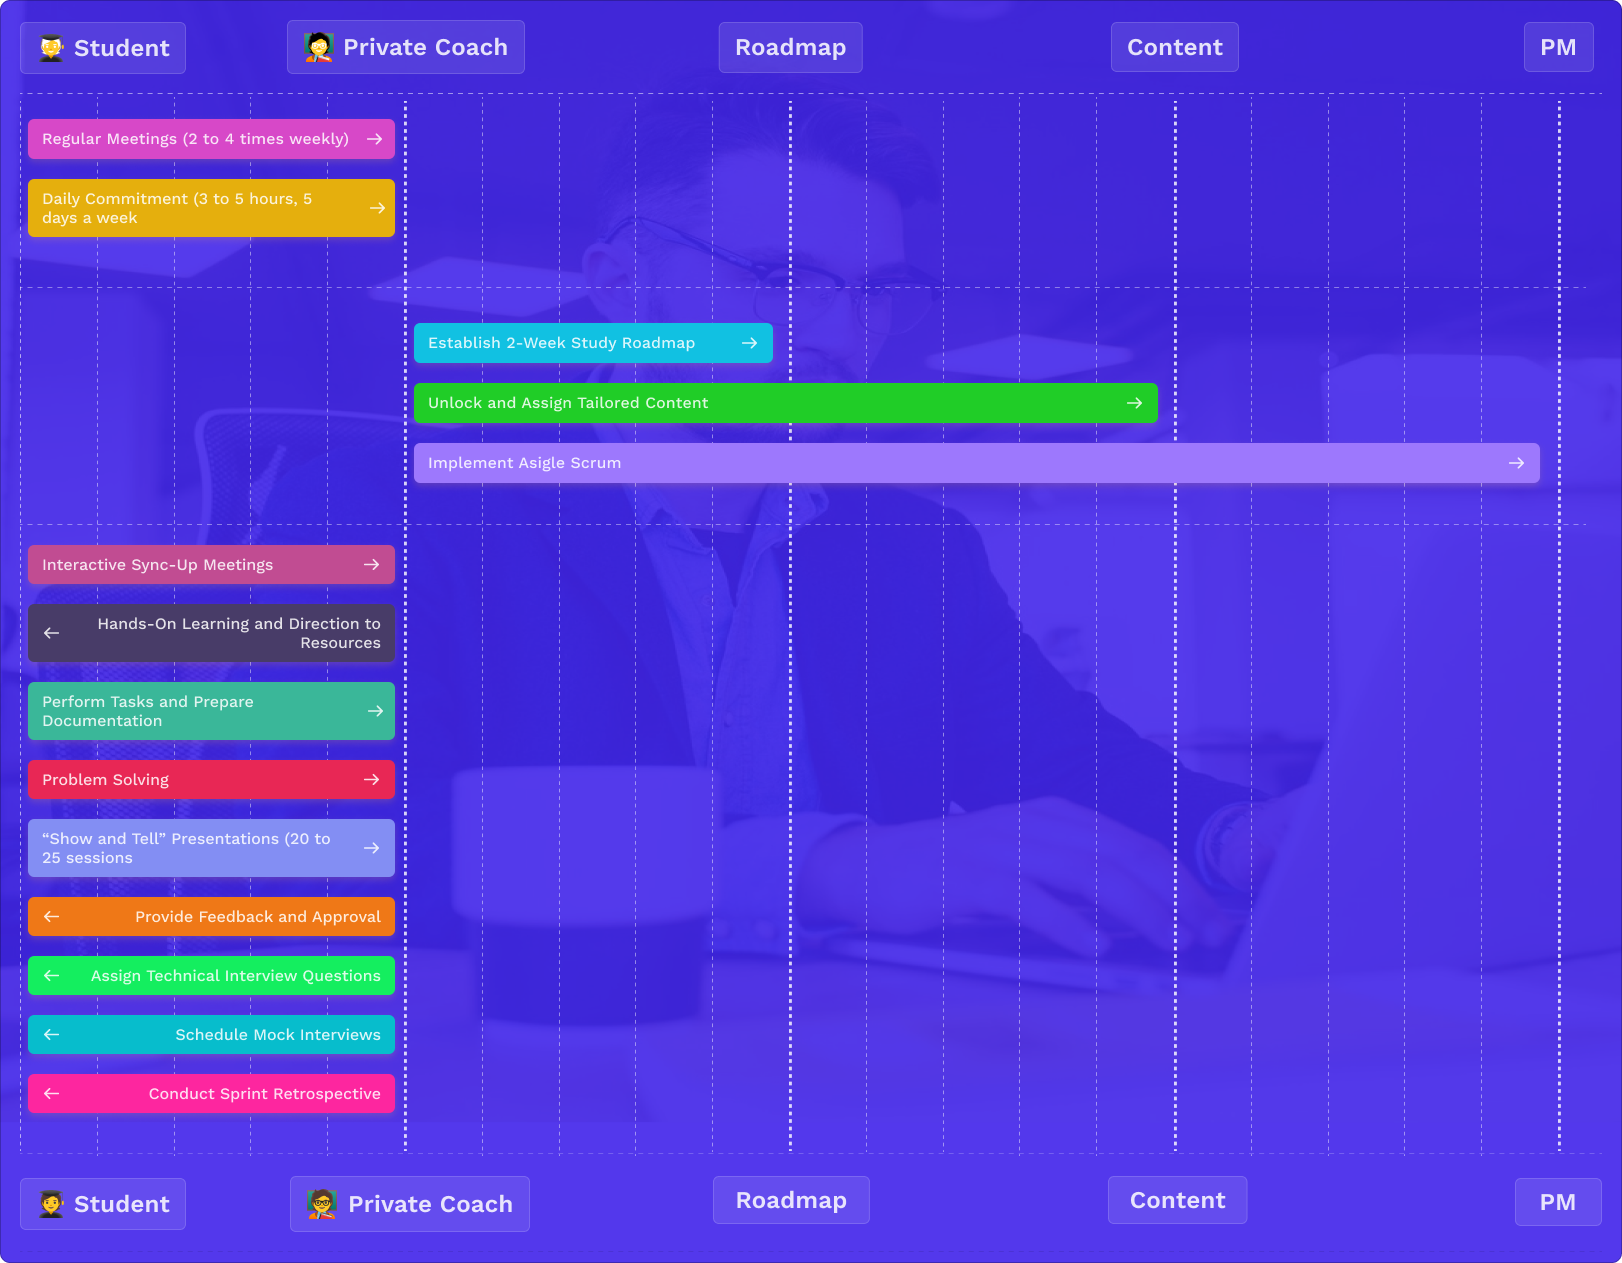 Student
Private Coach
Roadmap
Content
PM
Regular Meetings (2 to 4 times weekly)
Daily Commitment (3 to 5 hours, 5
days a week
Establish 2-Week Study Roadmap
Unlock and Assign Tailored Content
Implement Asigle Scrum
Interactive Sync-Up Meetings
Hands-On Learning and Direction to
Resources
Perform Tasks and Prepare
Documentation
Problem Solving
“Show and Tell” Presentations (20 to
25 sessions
Provide Feedback and Approval
Assign Technical Interview Questions
Schedule Mock Interviews
Conduct Sprint Retrospective
Student
Private Coach
Roadmap
Content
PM